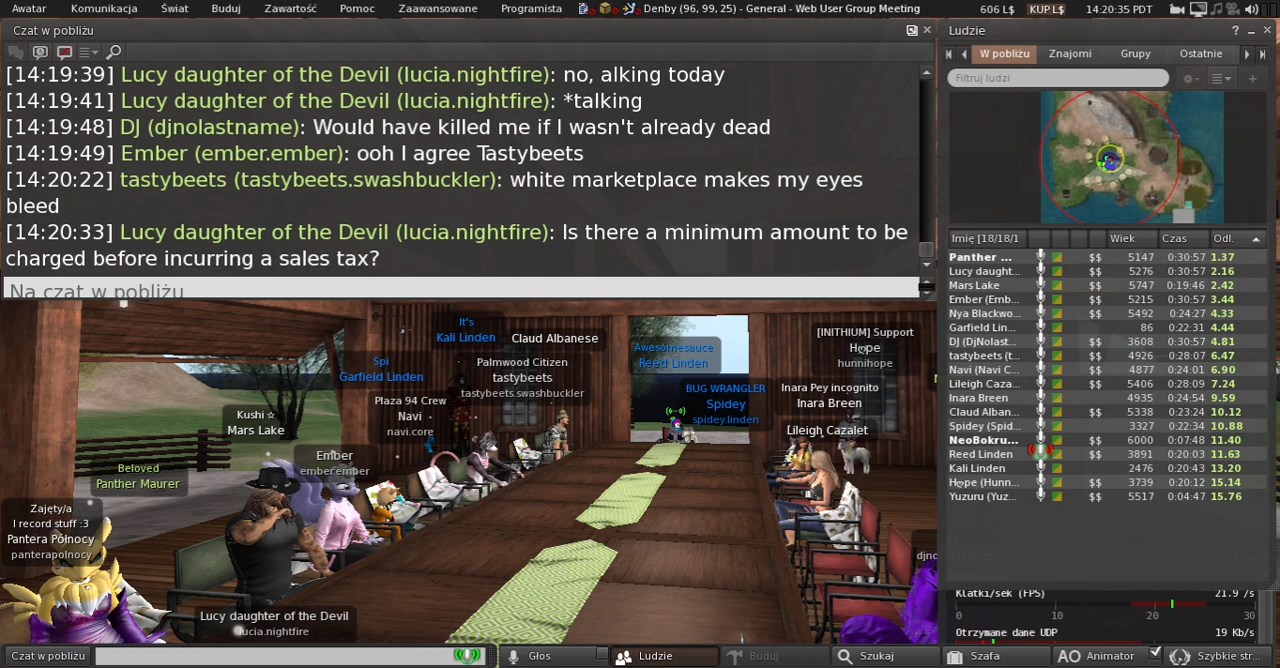 Awatar Komunikacja Świat Buduj Zawartość Pomoc Zaawansowane Programista Denby (96, 99, 25) - General - Web User Group Meeting 606 L$ KUP L$ 14:20:35 PDT
Czat w pobliżu
[14:19:39] Lucy daughter of the Devil (lucia.nightfire): no, alking today
[14:19:41] Lucy daughter of the Devil (lucia.nightfire): *talking
[14:19:48] DJ (djnolastname): Would have killed me if I wasn't already dead
[14:19:49] Ember (ember.ember): ooh I agree Tastybeets
[14:20:22] tastybeets (tastybeets.swashbuckler): white marketplace makes my eyes
bleed
[14:20:33] Lucy daughter of the Devil (lucia.nightfire): Is there a minimum amount to be
charged before incurring a sales tax?
Na czat w pobliżu
Ludzie
W pobliżu Znajomi Grupy Ostatnie
Filtruj ludzi
Imię [18/18/1 Wiek Czas Odl.
Panther ... $$ 5147 0:30:57 1.37
Lucy daught... $$ 5276 0:30:57 2.16
Mars Lake $$ 5747 0:19:46 2.42
Ember (Emb... $$ 5215 0:30:57 3.44
Nya Blackwo... $$ 5492 0:24:27 4.33
Garfield Lin... 86 0:22:31 4.44
DJ (DjNolast... $$ 3608 0:30:57 4.81
tastybeets (t... $$ 4926 0:28:07 6.47
Navi (Navi C... $$ 4877 0:24:01 6.90
Lileigh Caza... $$ 5406 0:28:09 7.24
Inara Breen 4935 0:24:54 9.59
Claud Alban... $$ 5338 0:23:24 10.12
Spidey (Spid... 3327 0:22:34 10.88
NeoBokru... $$ 6000 0:07:48 11.40
Reed Linden $$ 3891 0:20:03 11.63
Kali Linden 2476 0:20:43 13.20
Hope (Hunn... $$ 3739 0:20:12 15.14
Yuzuru (Yuz... $$ 5517 0:04:47 15.76
Klatki/sek (FPS) 21.9 /s
0 10 20 30
Otrzymane dane UDP 19 Kb/s
It's
Kali Linden
Claud Albanese
Spi
Garfield Linden
Palmwood Citizen
tastybeets
tastybeets.swashbuckler
Awesomesauce
Reed Linden
[INITHIUM] Support
Hope
hunnihope
BUG WRANGLER
Spidey
spidey.linden
Inara Pey incognito
Inara Breen
Plaza 94 Crew
Navi
navi.core
Kushi ☆
Mars Lake
Lileigh Cazalet
Ember
ember.ember
Beloved
Panther Maurer
Zajęty/a
I record stuff :3
Pantera Północy
panterapolnocy
djno
Lucy daughter of the Devil
lucia.nightfire
Czat w pobliżu Głos Ludzie Buduj Szukaj Szafa AO Animator Szybkie str...